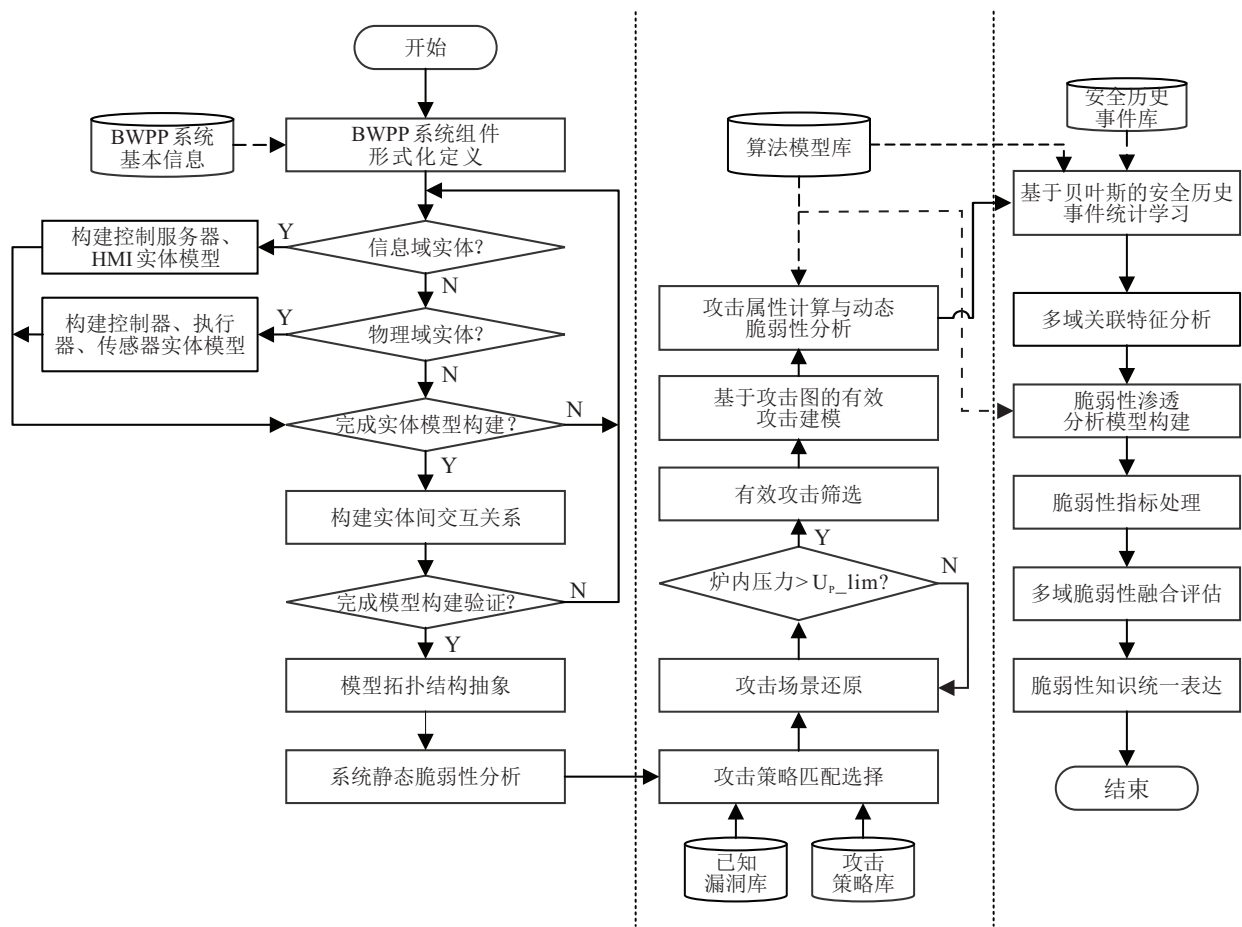 开始
BWPP系统
基本信息
BWPP系统组件
形式化定义
信息域实体?
Y
N
构建控制服务器、
HMI实体模型
物理域实体?
Y
N
构建控制器、执行
器、传感器实体模型
完成实体模型构建?
N
Y
构建实体间交互关系
完成模型构建验证?
N
Y
模型拓扑结构抽象
系统静态脆弱性分析
算法模型库
攻击属性计算与动态
脆弱性分析
基于攻击图的有效
攻击建模
有效攻击筛选
Y
炉内压力>UP_lim?
N
攻击场景还原
攻击策略匹配选择
已知
漏洞库
攻击
策略库
安全历史
事件库
基于贝叶斯的安全历史
事件统计学习
多域关联特征分析
脆弱性渗透
分析模型构建
脆弱性指标处理
多域脆弱性融合评估
脆弱性知识统一表达
结束